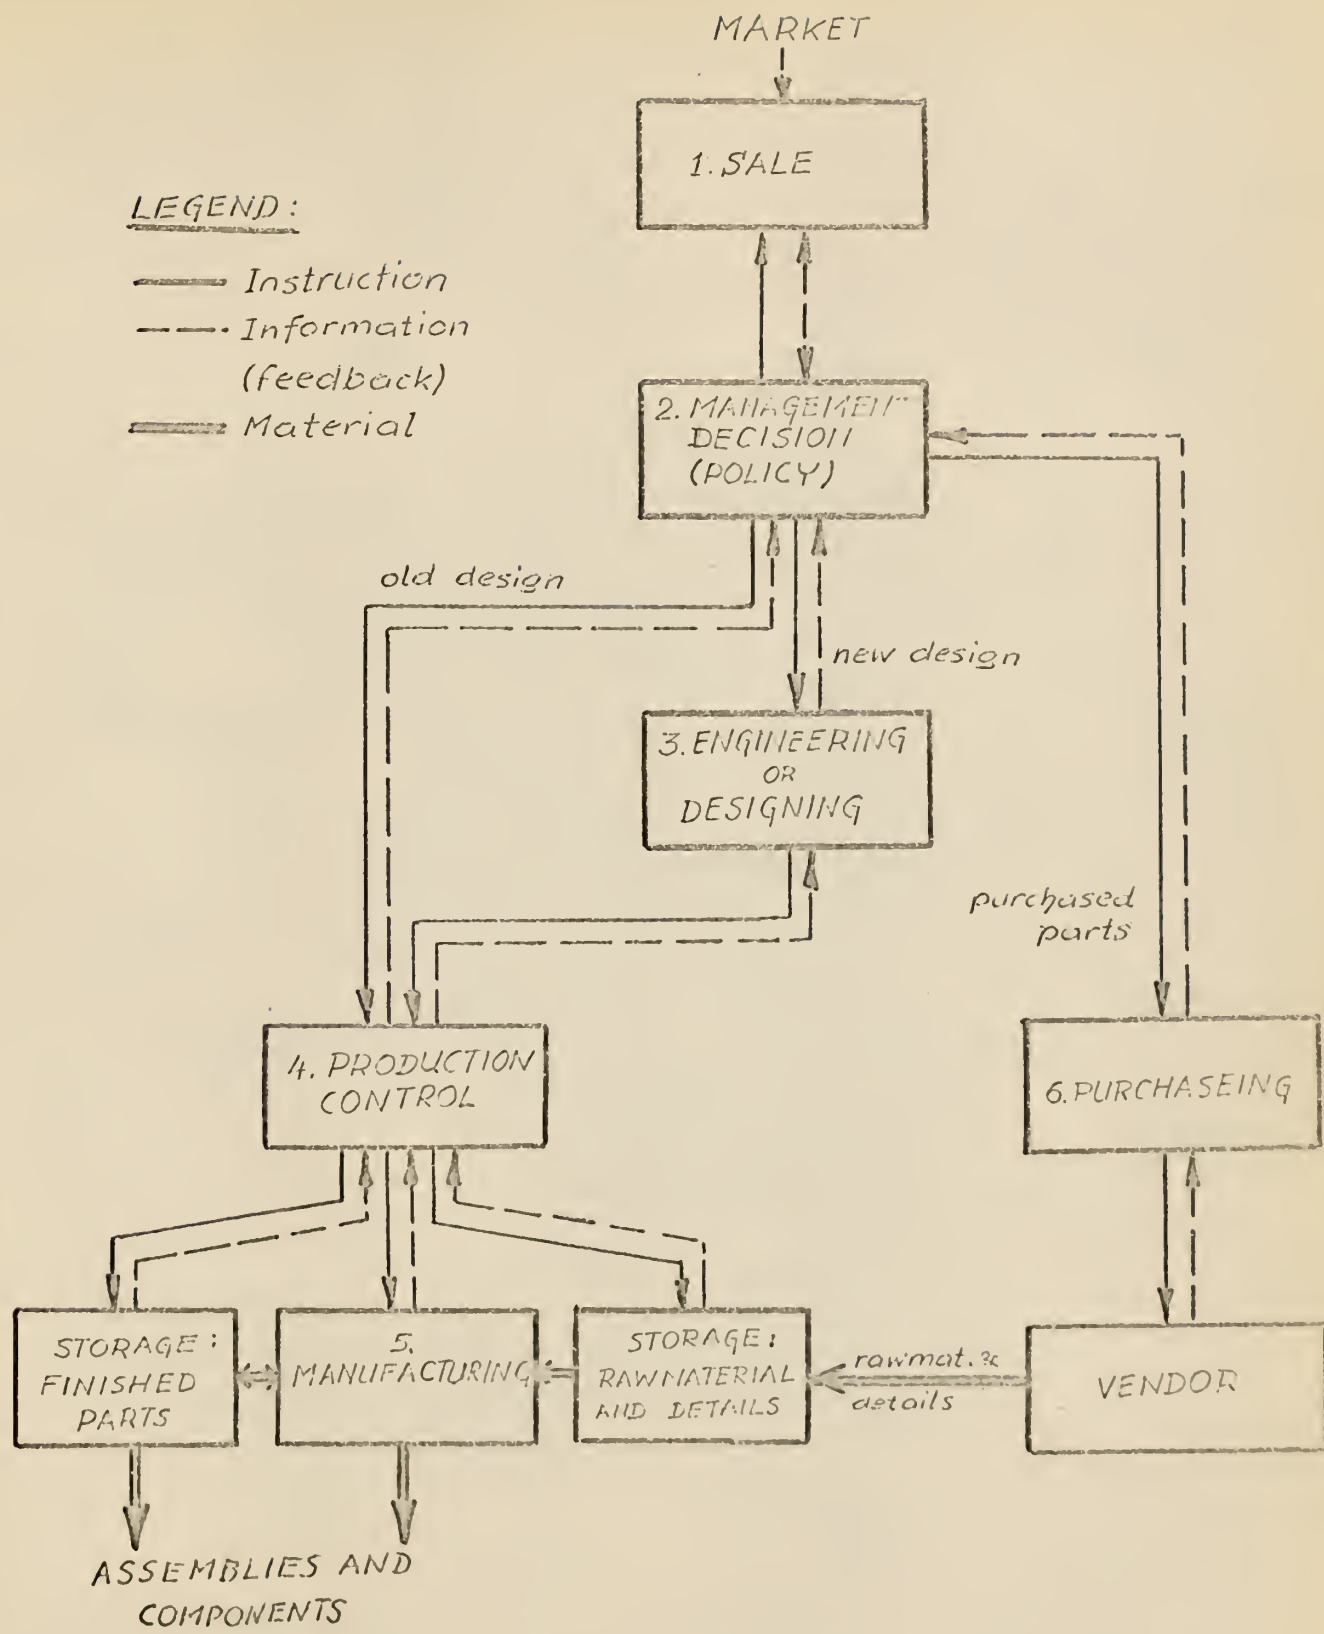 MARKET
1. SALE
LEGEND:
Instruction
Information
(feedback)
Material
2. MANAGEMENT
DECISION
(POLICY)
old design
new design
3. ENGINEERING
OR
DESIGNING
purchased
parts
4. PRODUCTION
CONTROL
6. PURCHASEING
STORAGE:
FINISHED
PARTS
5.
MANUFACTURING
STORAGE:
RAWMATERIAL
AND DETAILS
rawmat. &
details
VENDOR
ASSEMBLIES AND
COMPONENTS